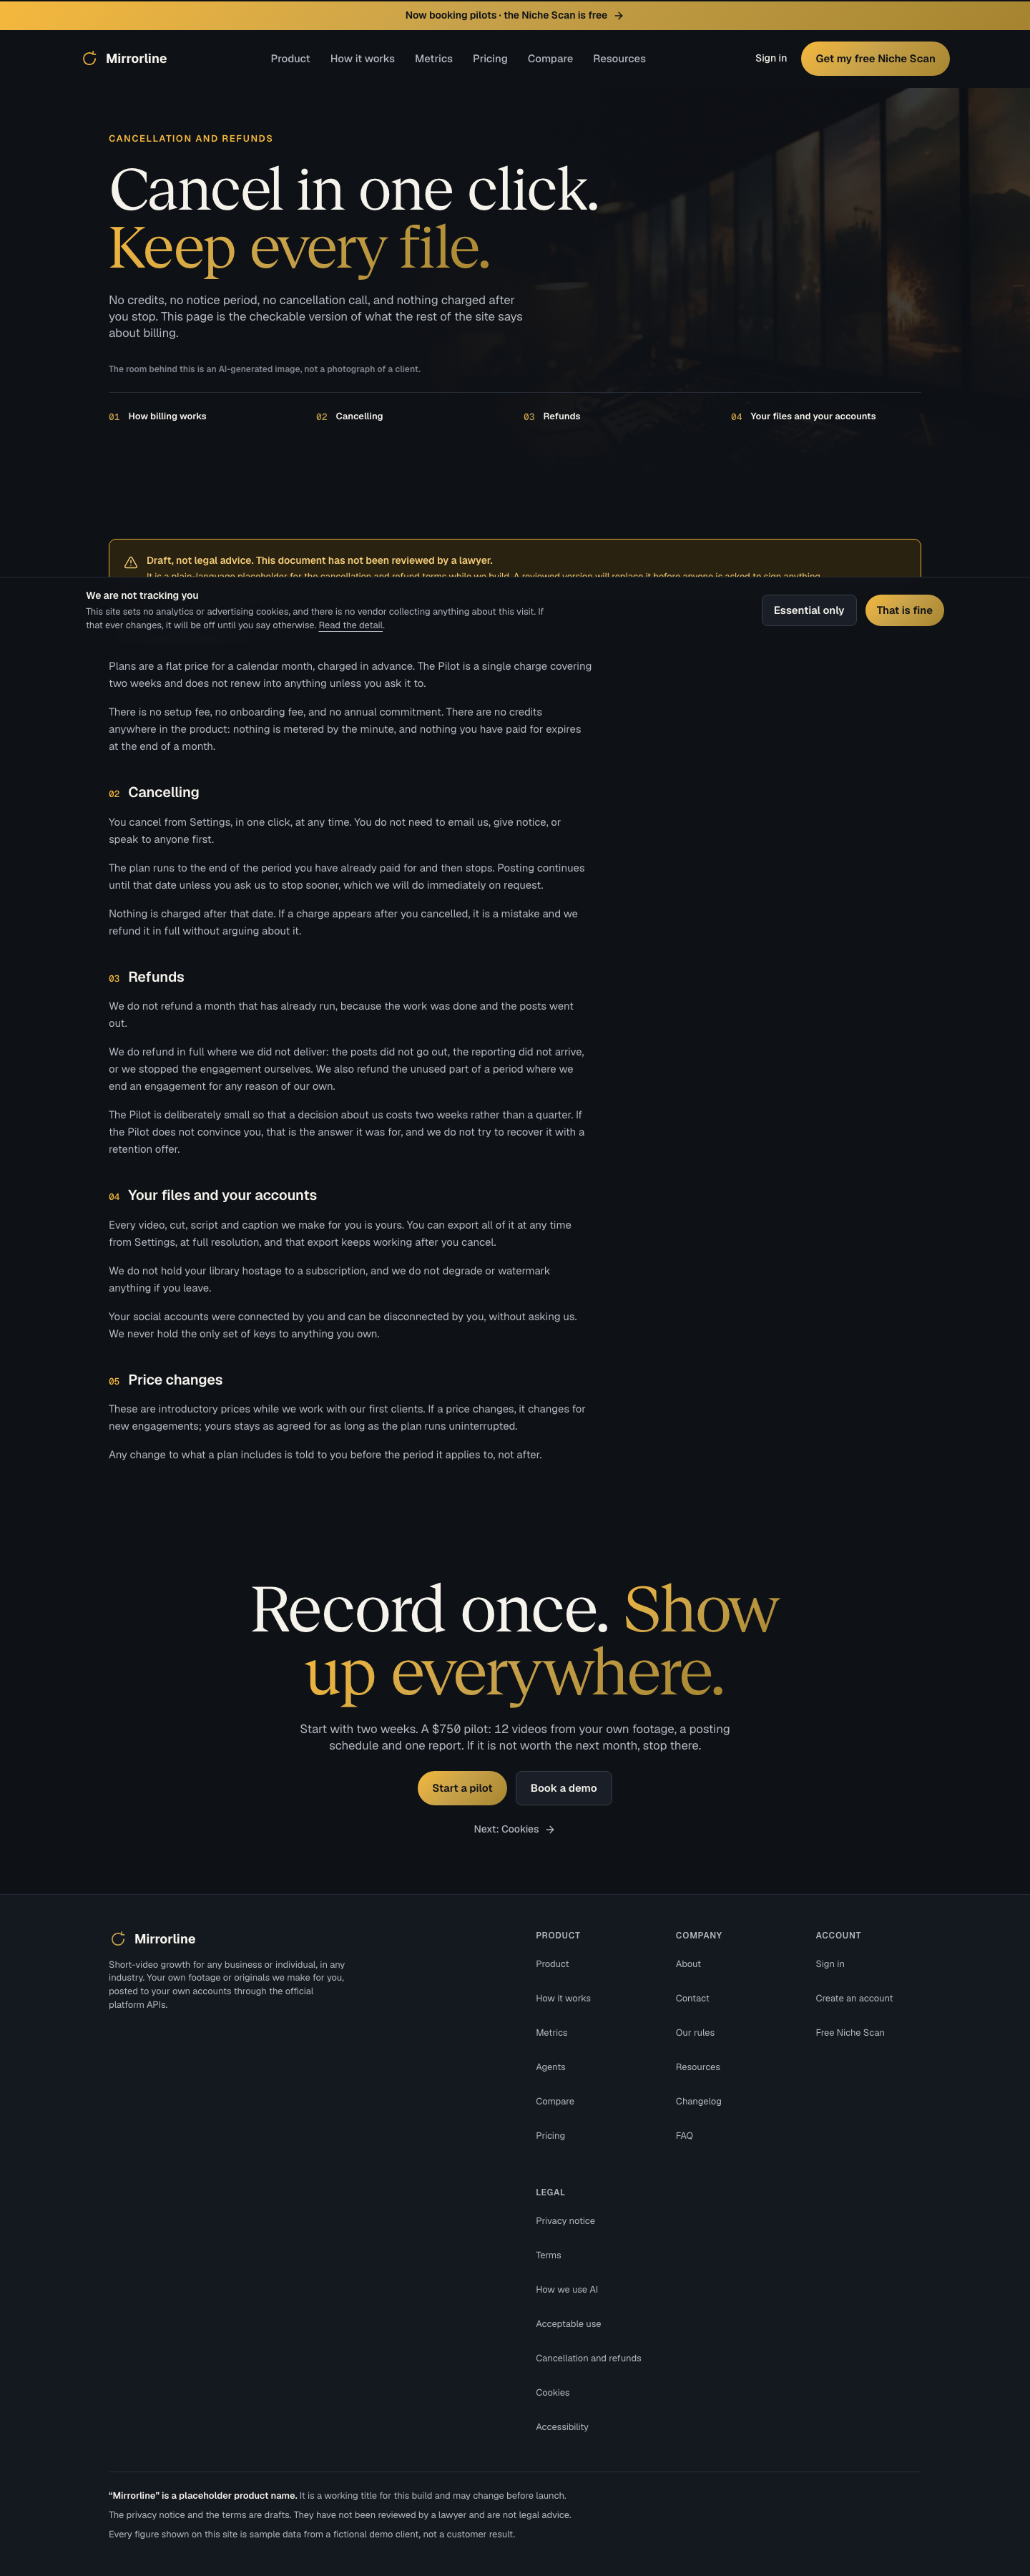 Now booking pilots · the Niche Scan is free →
Mirrorline
Product How it works Metrics Pricing Compare Resources
Sign in
Get my free Niche Scan
CANCELLATION AND REFUNDS
Cancel in one click.
Keep every file.
No credits, no notice period, no cancellation call, and nothing charged after
you stop. This page is the checkable version of what the rest of the site says
about billing.
The room behind this is an AI-generated image, not a photograph of a client.
01 How billing works
02 Cancelling
03 Refunds
04 Your files and your accounts
Draft, not legal advice. This document has not been reviewed by a lawyer.
It is a plain-language placeholder for the cancellation and refund terms while we build. A reviewed version will replace it before anyone is asked to sign anything.
We are not tracking you
This site sets no analytics or advertising cookies, and there is no vendor collecting anything about this visit. If
that ever changes, it will be off until you say otherwise. Read the detail.
Essential only
That is fine
Plans are a flat price for a calendar month, charged in advance. The Pilot is a single charge covering
two weeks and does not renew into anything unless you ask it to.
There is no setup fee, no onboarding fee, and no annual commitment. There are no credits
anywhere in the product: nothing is metered by the minute, and nothing you have paid for expires
at the end of a month.
02 Cancelling
You cancel from Settings, in one click, at any time. You do not need to email us, give notice, or
speak to anyone first.
The plan runs to the end of the period you have already paid for and then stops. Posting continues
until that date unless you ask us to stop sooner, which we will do immediately on request.
Nothing is charged after that date. If a charge appears after you cancelled, it is a mistake and we
refund it in full without arguing about it.
03 Refunds
We do not refund a month that has already run, because the work was done and the posts went
out.
We do refund in full where we did not deliver: the posts did not go out, the reporting did not arrive,
or we stopped the engagement ourselves. We also refund the unused part of a period where we
end an engagement for any reason of our own.
The Pilot is deliberately small so that a decision about us costs two weeks rather than a quarter. If
the Pilot does not convince you, that is the answer it was for, and we do not try to recover it with a
retention offer.
04 Your files and your accounts
Every video, cut, script and caption we make for you is yours. You can export all of it at any time
from Settings, at full resolution, and that export keeps working after you cancel.
We do not hold your library hostage to a subscription, and we do not degrade or watermark
anything if you leave.
Your social accounts were connected by you and can be disconnected by you, without asking us.
We never hold the only set of keys to anything you own.
05 Price changes
These are introductory prices while we work with our first clients. If a price changes, it changes for
new engagements; yours stays as agreed for as long as the plan runs uninterrupted.
Any change to what a plan includes is told to you before the period it applies to, not after.
Record once. Show
up everywhere.
Start with two weeks. A $750 pilot: 12 videos from your own footage, a posting
schedule and one report. If it is not worth the next month, stop there.
Start a pilot
Book a demo
Next: Cookies →
Mirrorline
Short-video growth for any business or individual, in any
industry. Your own footage or originals we make for you,
posted to your own accounts through the official
platform APIs.
PRODUCT
Product
How it works
Metrics
Agents
Compare
Pricing
COMPANY
About
Contact
Our rules
Resources
Changelog
FAQ
ACCOUNT
Sign in
Create an account
Free Niche Scan
LEGAL
Privacy notice
Terms
How we use AI
Acceptable use
Cancellation and refunds
Cookies
Accessibility
“Mirrorline” is a placeholder product name. It is a working title for this build and may change before launch.
The privacy notice and the terms are drafts. They have not been reviewed by a lawyer and are not legal advice.
Every figure shown on this site is sample data from a fictional demo client, not a customer result.